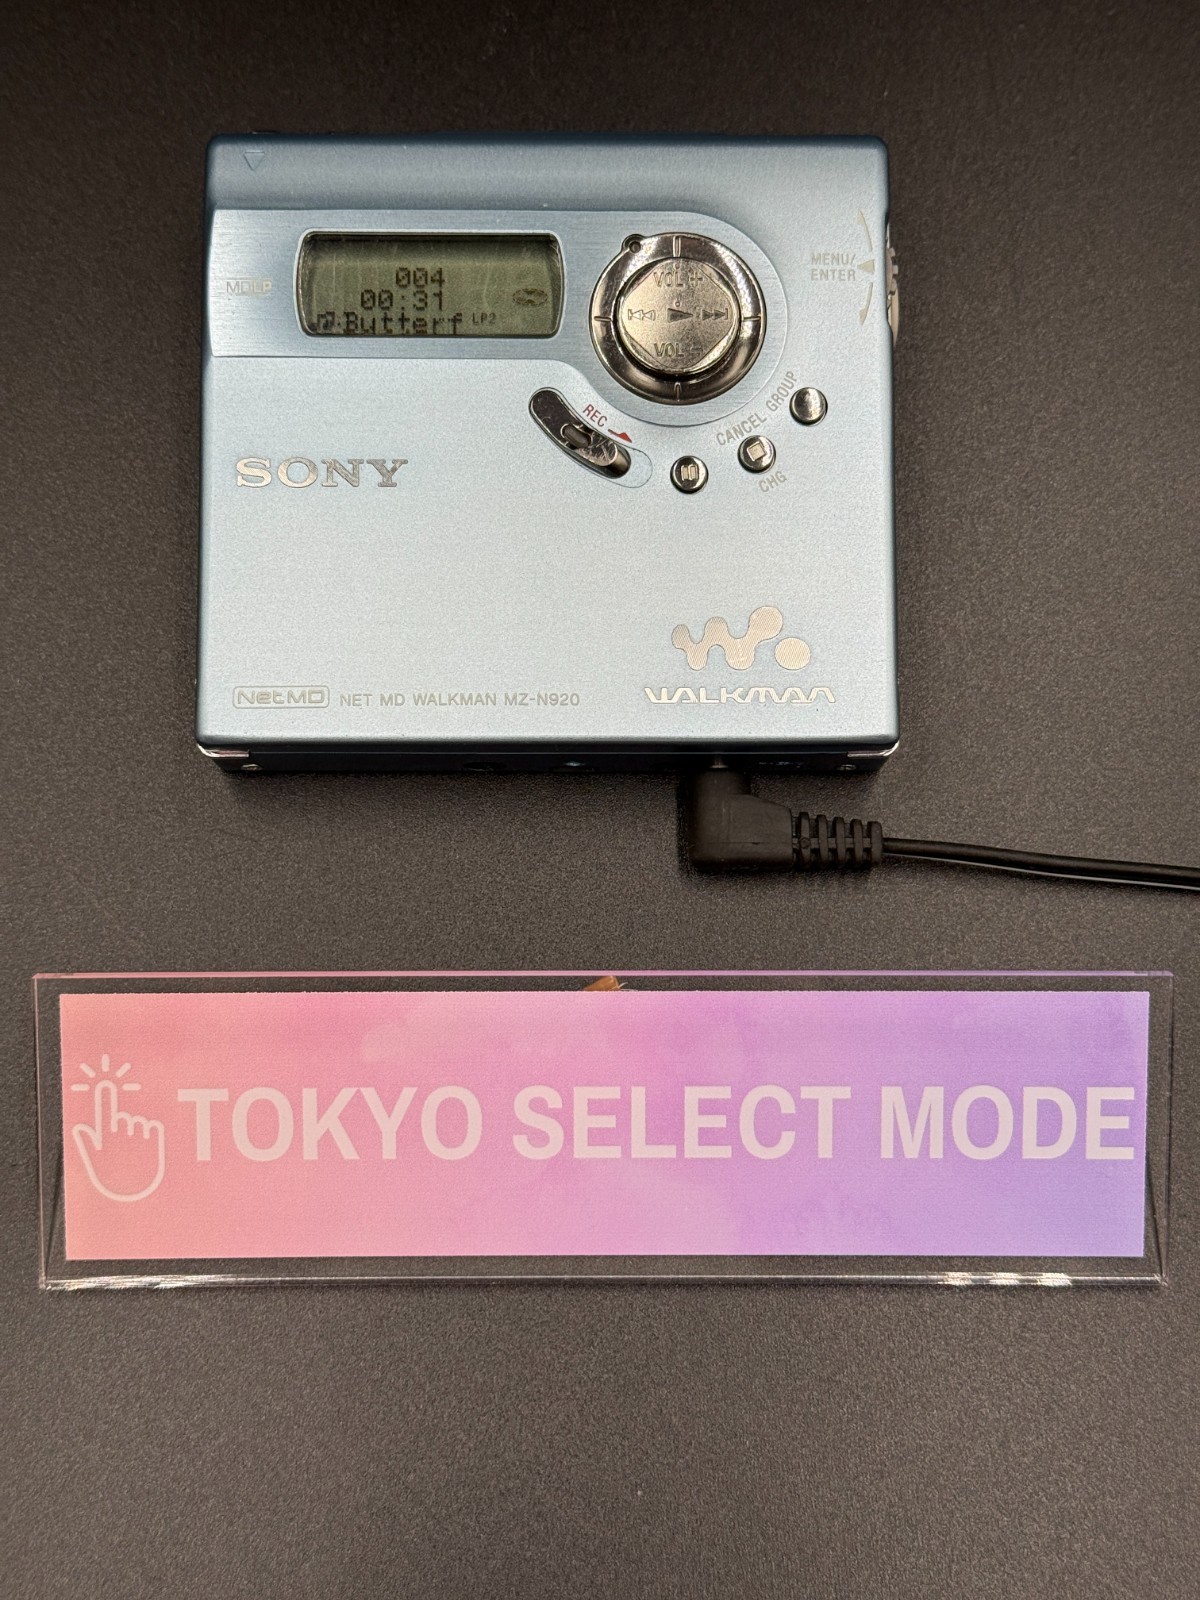 MDLP
004
00:31
Butterf LP2
VOL +
VOL −
MENU/
ENTER
REC
CANCEL GROUP
CHG
SONY
WALKMAN
NetMD NET MD WALKMAN MZ-N920
TOKYO SELECT MODE